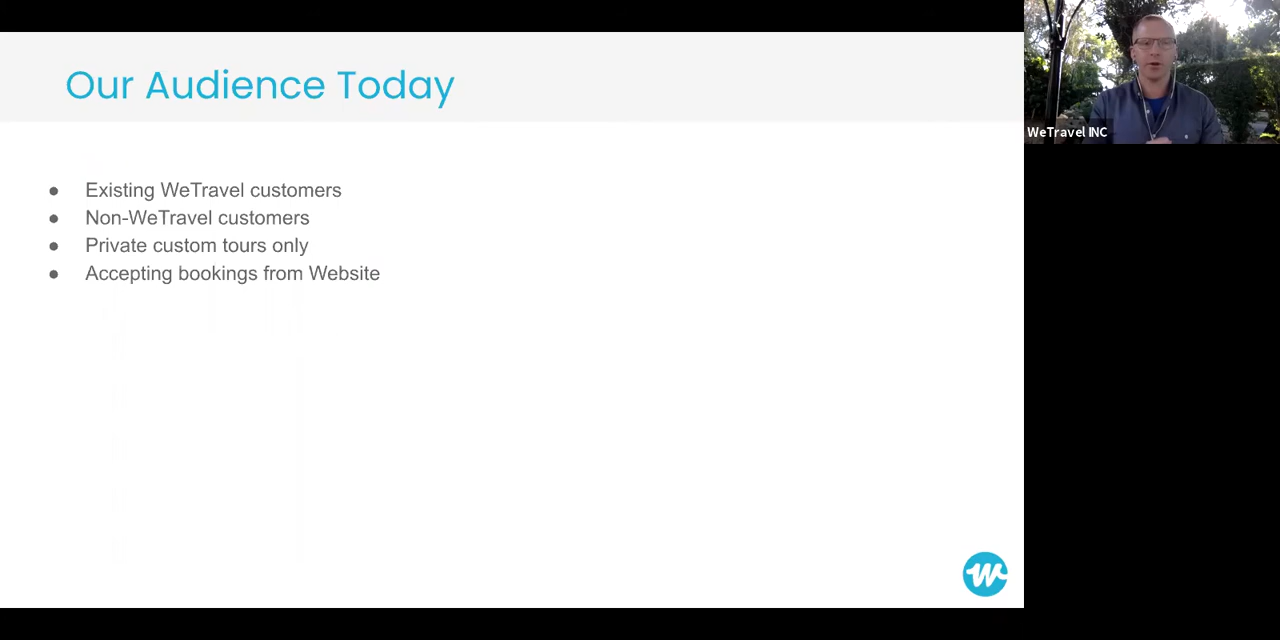 Our Audience Today
WeTravel INC
● Existing WeTravel customers
● Non-WeTravel customers
● Private custom tours only
● Accepting bookings from Website
W